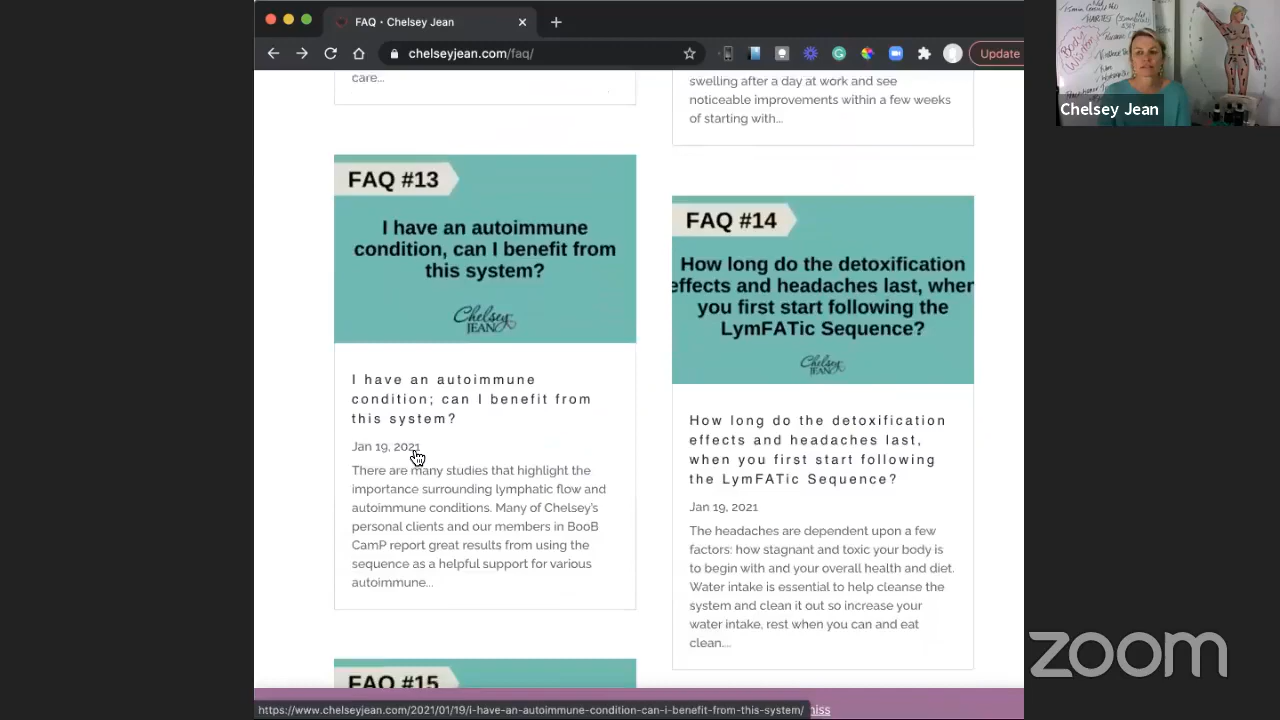 FAQ • Chelsey Jean
chelseyjean.com/faq/
Update
care...
swelling after a day at work and see
noticeable improvements within a few weeks
of starting with...
FAQ #13
I have an autoimmune
condition, can I benefit from
this system?
Chelsey
JEAN
I have an autoimmune
condition; can I benefit from
this system?
Jan 19, 2021
There are many studies that highlight the
importance surrounding lymphatic flow and
autoimmune conditions. Many of Chelsey's
personal clients and our members in BooB
CamP report great results from using the
sequence as a helpful support for various
autoimmune...
FAQ #14
How long do the detoxification
effects and headaches last, when
you first start following the
LymFATic Sequence?
Chelsey
JEAN
How long do the detoxification
effects and headaches last,
when you first start following
the LymFATic Sequence?
Jan 19, 2021
The headaches are dependent upon a few
factors: how stagnant and toxic your body is
to begin with and your overall health and diet.
Water intake is essential to help cleanse the
system and clean it out so increase your
water intake, rest when you can and eat
clean....
FAQ #15
https://www.chelseyjean.com/2021/01/19/i-have-an-autoimmune-condition-can-i-benefit-from-this-system/
miss
Body
Chelsey Jean
zoom